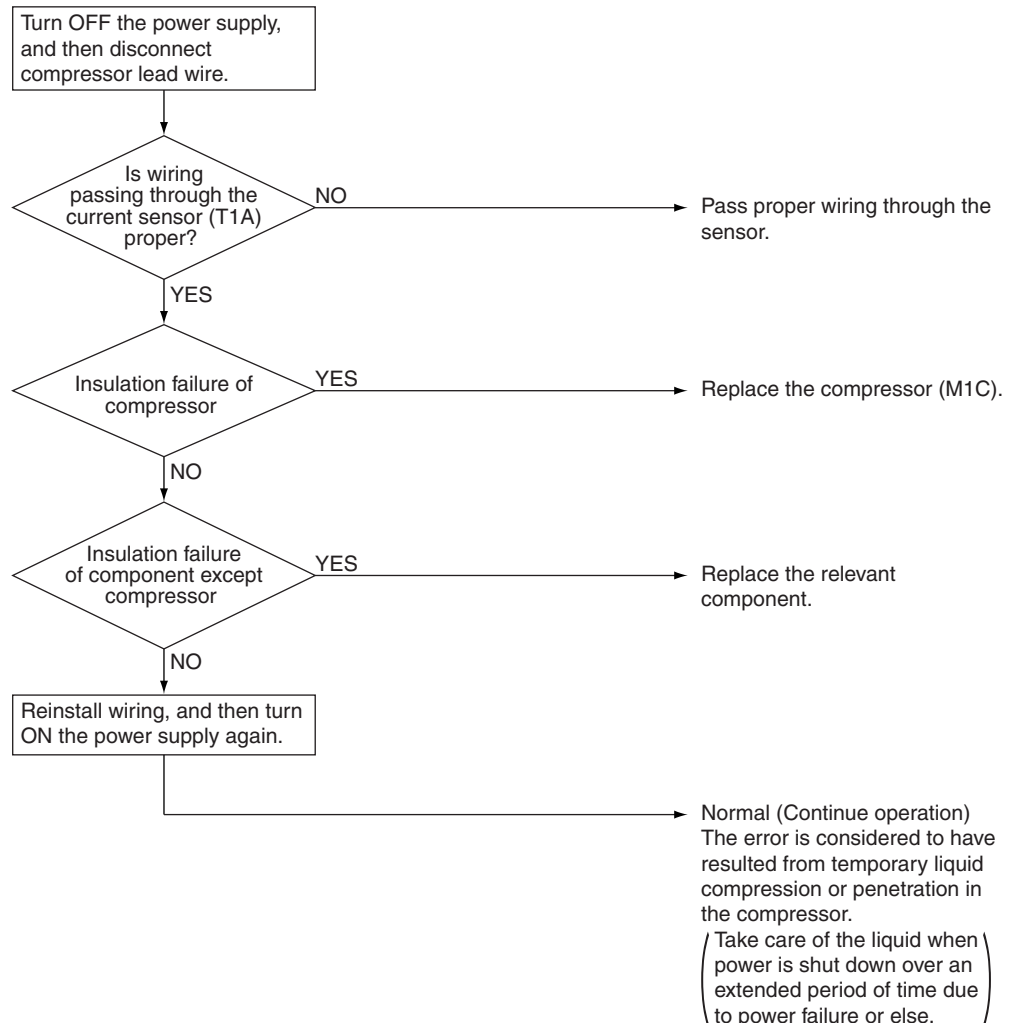 Turn OFF the power supply,
and then disconnect
compressor lead wire.
Is wiring
passing through the
current sensor (T1A)
proper?
NO
Pass proper wiring through the
sensor.
YES
Insulation failure of
compressor
YES
Replace the compressor (M1C).
NO
Insulation failure
of component except
compressor
YES
Replace the relevant
component.
NO
Reinstall wiring, and then turn
ON the power supply again.
Normal (Continue operation)
The error is considered to have
resulted from temporary liquid
compression or penetration in
the compressor.
(Take care of the liquid when
power is shut down over an
extended period of time due
to power failure or else.)